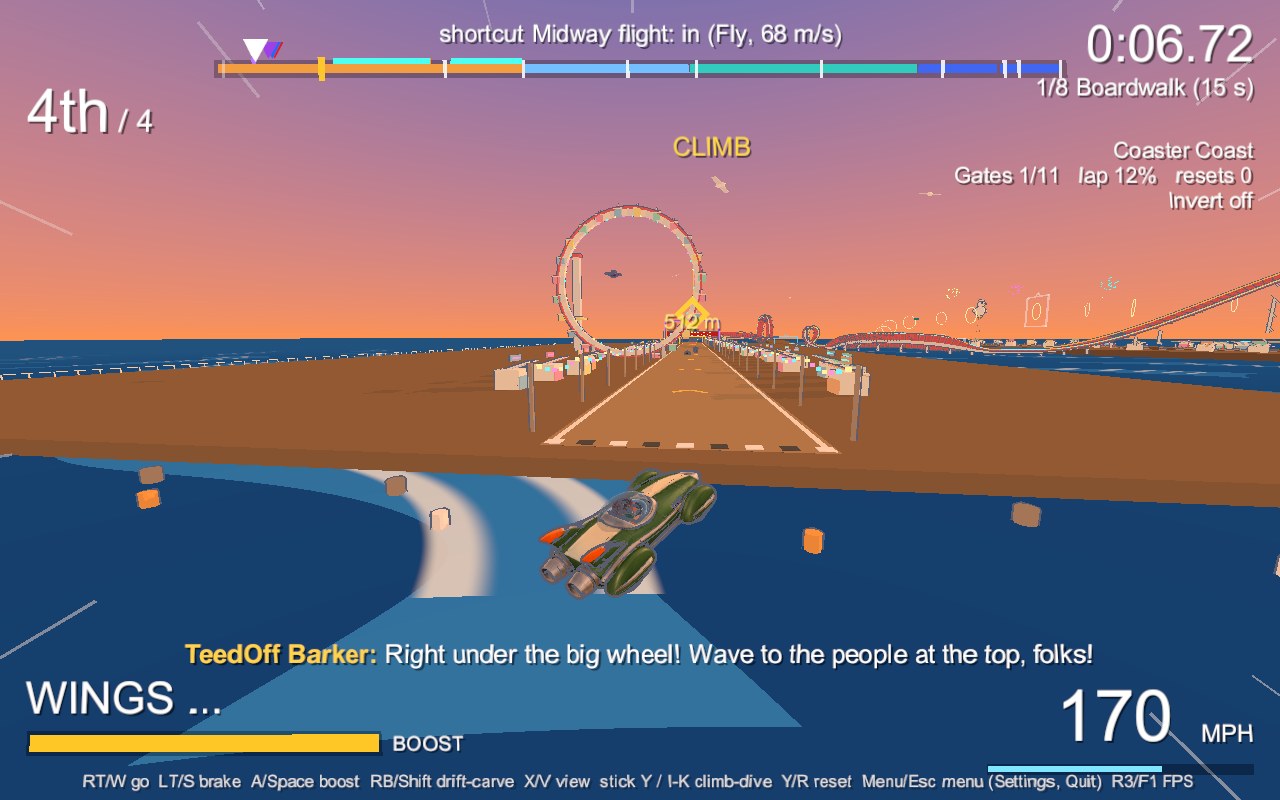 shortcut Midway flight: in (Fly, 68 m/s)
0:06.72
1/8 Boardwalk (15 s)
4th / 4
CLIMB
Coaster Coast
Gates 1/11 lap 12% resets 0
Invert off
512 m
TeedOff Barker: Right under the big wheel! Wave to the people at the top, folks!
WINGS ...
170 MPH
BOOST
RT/W go LT/S brake A/Space boost RB/Shift drift-carve X/V view stick Y / I-K climb-dive Y/R reset Menu/Esc menu (Settings, Quit) R3/F1 FPS